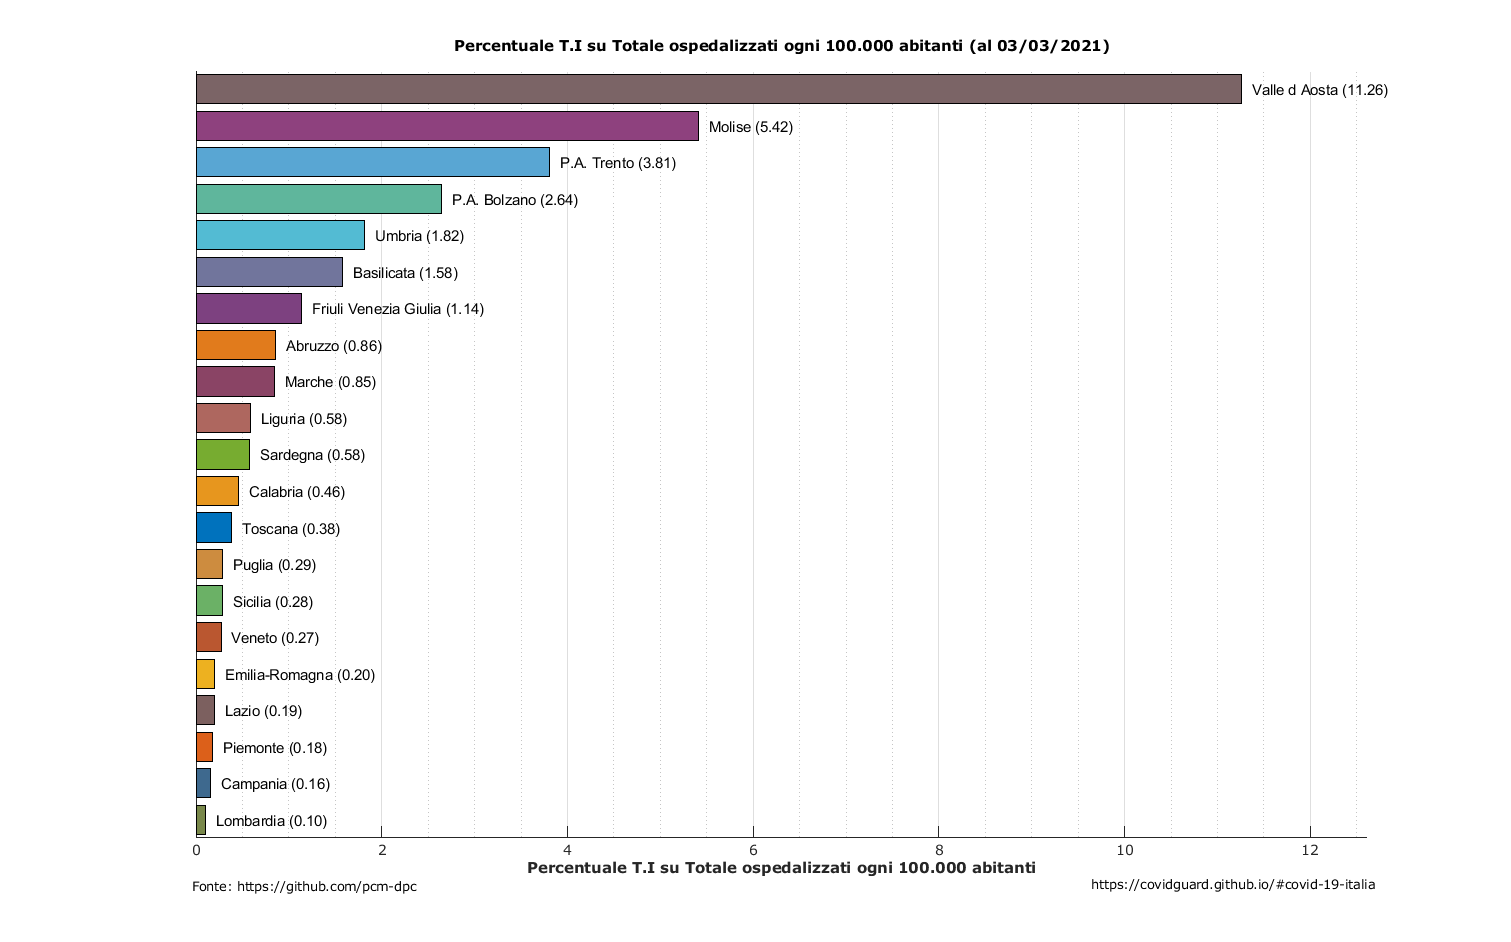 Percentuale T.I su Totale ospedalizzati ogni 100.000 abitanti (al 03/03/2021)
Valle d Aosta (11.26)
Molise (5.42)
P.A. Trento (3.81)
P.A. Bolzano (2.64)
Umbria (1.82)
Basilicata (1.58)
Friuli Venezia Giulia (1.14)
Abruzzo (0.86)
Marche (0.85)
Liguria (0.58)
Sardegna (0.58)
Calabria (0.46)
Toscana (0.38)
Puglia (0.29)
Sicilia (0.28)
Veneto (0.27)
Emilia-Romagna (0.20)
Lazio (0.19)
Piemonte (0.18)
Campania (0.16)
Lombardia (0.10)
0 2 4 6 8 10 12
Percentuale T.I su Totale ospedalizzati ogni 100.000 abitanti
Fonte: https://github.com/pcm-dpc
https://covidguard.github.io/#covid-19-italia